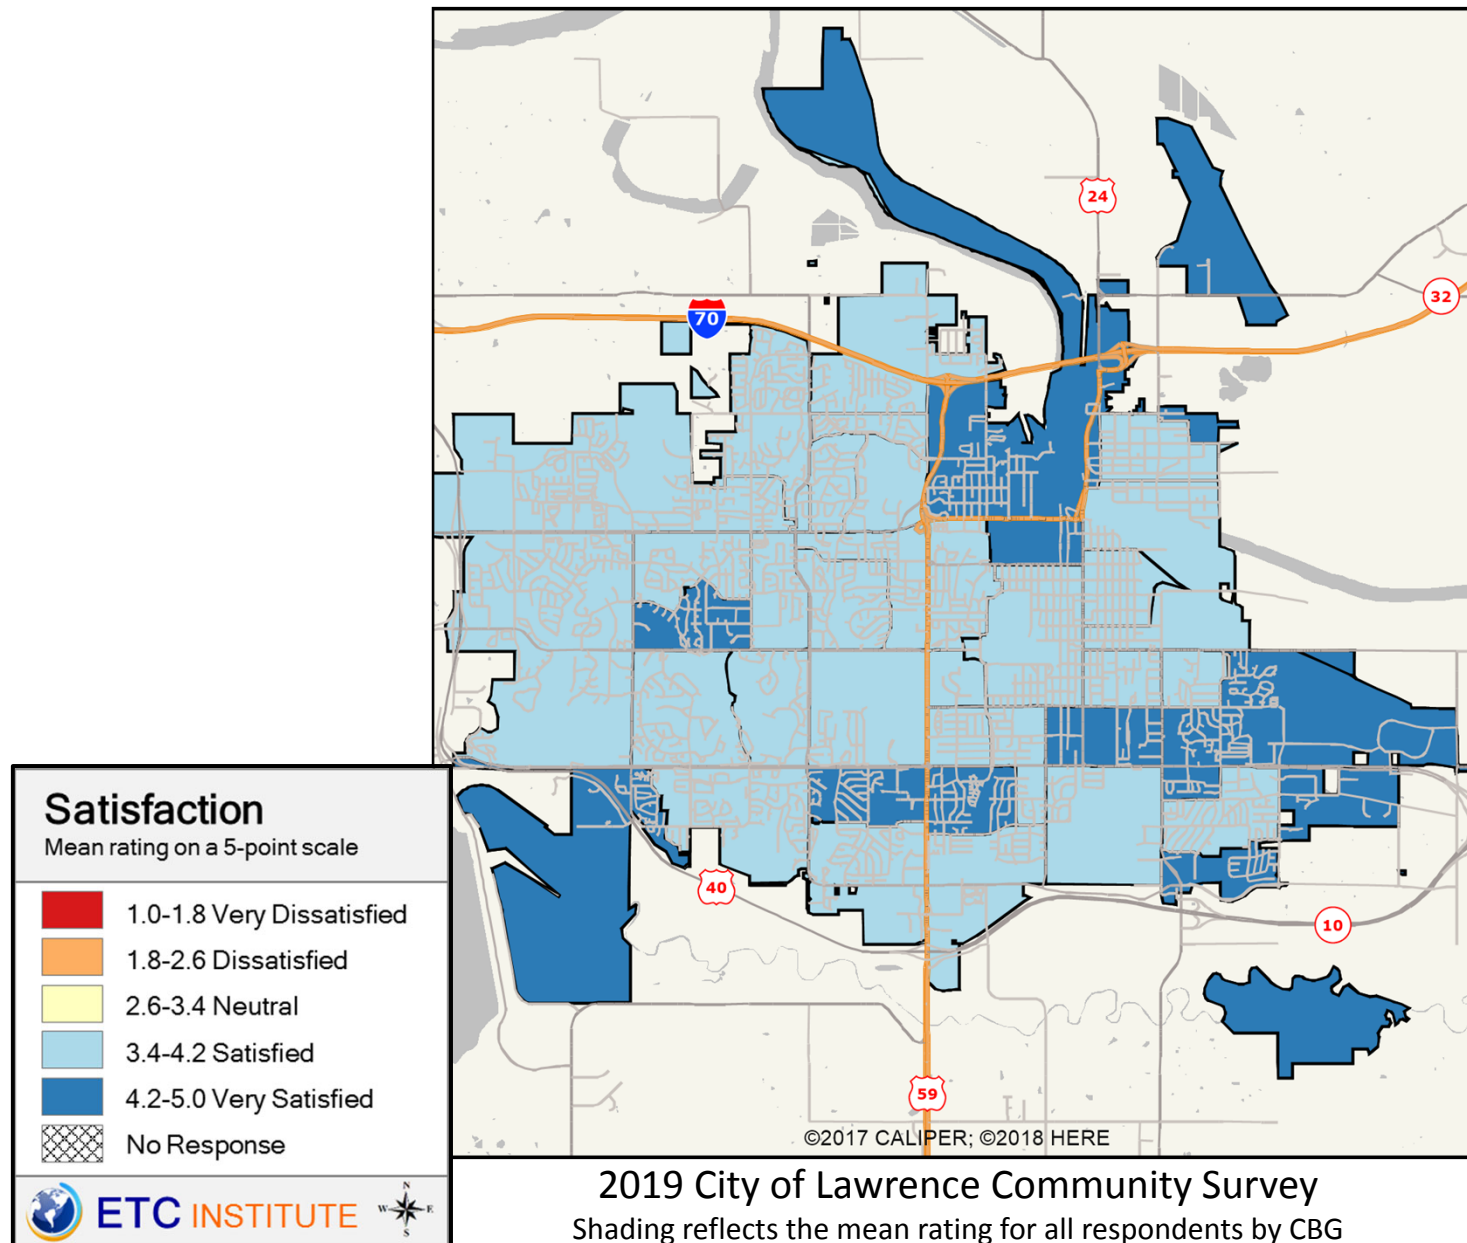 24
32
70
40
10
59
©2017 CALIPER; ©2018 HERE
Satisfaction
Mean rating on a 5-point scale
1.0-1.8 Very Dissatisfied
1.8-2.6 Dissatisfied
2.6-3.4 Neutral
3.4-4.2 Satisfied
4.2-5.0 Very Satisfied
No Response
ETC INSTITUTE
N
W E
S
2019 City of Lawrence Community Survey
Shading reflects the mean rating for all respondents by CBG